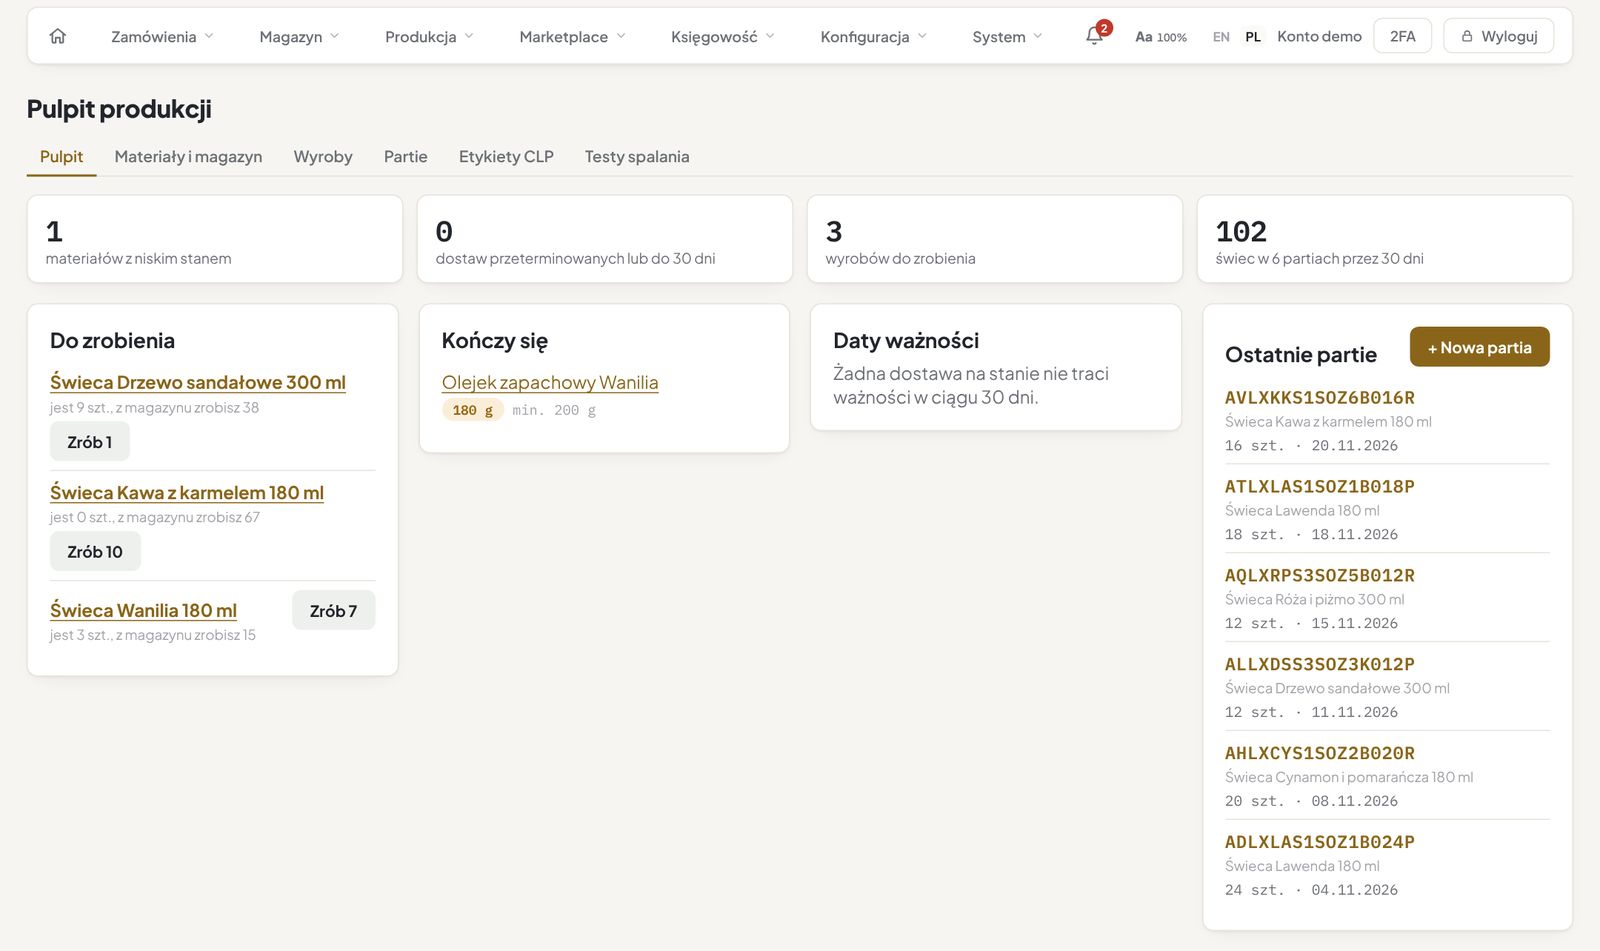 Zamówienia Magazyn Produkcja Marketplace Księgowość Konfiguracja System 2 Aa 100% EN PL Konto demo 2FA Wyloguj
Pulpit produkcji
Pulpit Materiały i magazyn Wyroby Partie Etykiety CLP Testy spalania
1
materiałów z niskim stanem
0
dostaw przeterminowanych lub do 30 dni
3
wyrobów do zrobienia
102
świec w 6 partiach przez 30 dni
Do zrobienia
Świeca Drzewo sandałowe 300 ml
jest 9 szt., z magazynu zrobisz 38
Zrób 1
Świeca Kawa z karmelem 180 ml
jest 0 szt., z magazynu zrobisz 67
Zrób 10
Świeca Wanilia 180 ml
jest 3 szt., z magazynu zrobisz 15
Zrób 7
Kończy się
Olejek zapachowy Wanilia
180 g min. 200 g
Daty ważności
Żadna dostawa na stanie nie traci
ważności w ciągu 30 dni.
Ostatnie partie
+ Nowa partia
AVLXKKS1SOZ6B016R
Świeca Kawa z karmelem 180 ml
16 szt. · 20.11.2026
ATLXLAS1SOZ1B018P
Świeca Lawenda 180 ml
18 szt. · 18.11.2026
AQLXRPS3SOZ5B012R
Świeca Róża i piżmo 300 ml
12 szt. · 15.11.2026
ALLXDSS3SOZ3K012P
Świeca Drzewo sandałowe 300 ml
12 szt. · 11.11.2026
AHLXCYS1SOZ2B020R
Świeca Cynamon i pomarańcza 180 ml
20 szt. · 08.11.2026
ADLXLAS1SOZ1B024P
Świeca Lawenda 180 ml
24 szt. · 04.11.2026